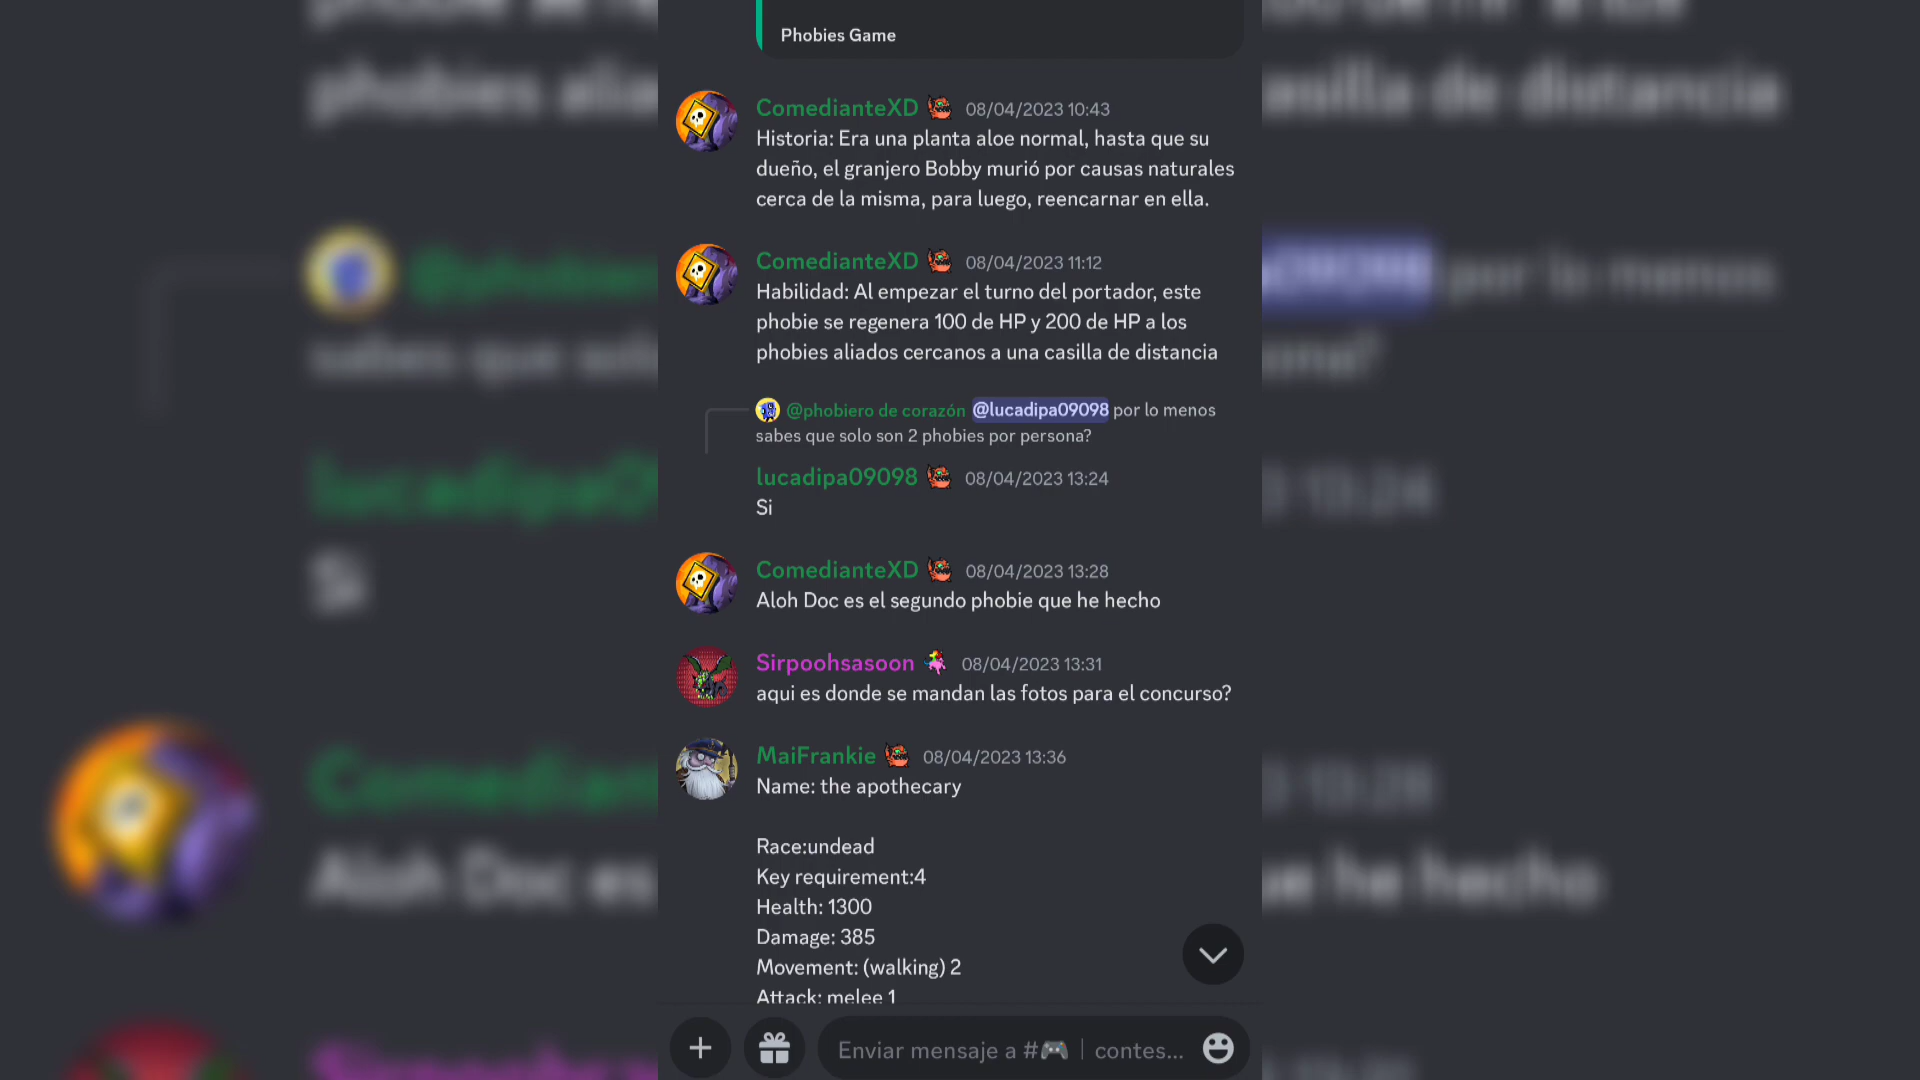 Phobies Game
ComedianteXD 08/04/2023 10:43
Historia: Era una planta aloe normal, hasta que su
dueño, el granjero Bobby murió por causas naturales
cerca de la misma, para luego, reencarnar en ella.
ComedianteXD 08/04/2023 11:12
Habilidad: Al empezar el turno del portador, este
phobie se regenera 100 de HP y 200 de HP a los
phobies aliados cercanos a una casilla de distancia
@phobiero de corazón @lucadipa09098 por lo menos
sabes que solo son 2 phobies por persona?
lucadipa09098 08/04/2023 13:24
Si
ComedianteXD 08/04/2023 13:28
Aloh Doc es el segundo phobie que he hecho
Sirpoohsasoon 08/04/2023 13:31
aqui es donde se mandan las fotos para el concurso?
MaiFrankie 08/04/2023 13:36
Name: the apothecary
Race:undead
Key requirement:4
Health: 1300
Damage: 385
Movement: (walking) 2
Attack: melee 1
Enviar mensaje a #🎮 | contes...